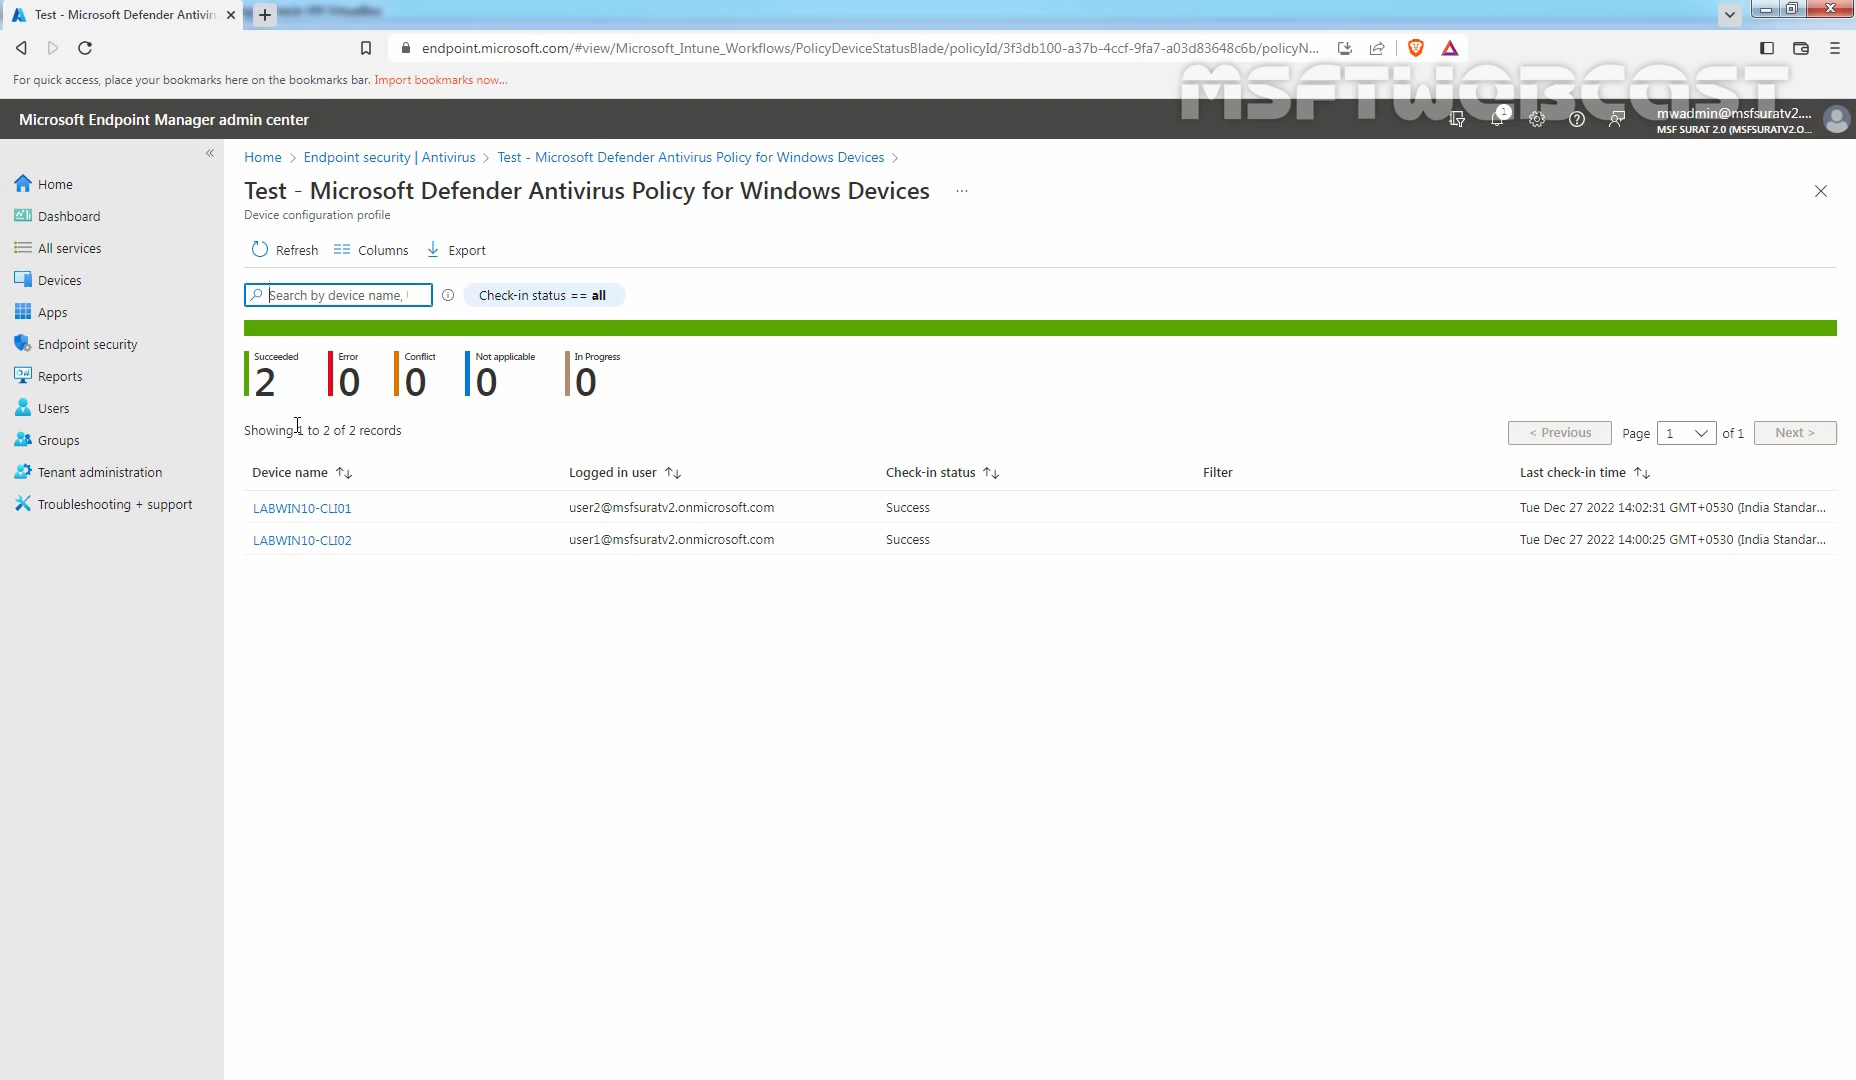 Test - Microsoft Defender Antiviru
For quick access, place your bookmarks here on the bookmarks bar. Import bookmarks now...
endpoint.microsoft.com/#view/Microsoft_Intune_Workflows/PolicyDeviceStatusBlade/policyId/3f3db100-a37b-4ccf-9fa7-a03d83648c6b/policyN...
MSFTWEBCAST
Microsoft Endpoint Manager admin center
1
mwadmin@msfsuratv2....
MSF SURAT 2.0 (MSFSURATV2.O...
Home
Dashboard
All services
Devices
Apps
Endpoint security
Reports
Users
Groups
Tenant administration
Troubleshooting + support
Home > Endpoint security | Antivirus > Test - Microsoft Defender Antivirus Policy for Windows Devices >
Test - Microsoft Defender Antivirus Policy for Windows Devices ...
Device configuration profile
Refresh Columns Export
Search by device name,
Check-in status == all
Succeeded Error Conflict Not applicable In Progress
2 0 0 0 0
Showing 1 to 2 of 2 records
< Previous Page 1 of 1 Next >
Device name Logged in user Check-in status Filter Last check-in time
LABWIN10-CLI01 user2@msfsuratv2.onmicrosoft.com Success Tue Dec 27 2022 14:02:31 GMT+0530 (India Standar...
LABWIN10-CLI02 user1@msfsuratv2.onmicrosoft.com Success Tue Dec 27 2022 14:00:25 GMT+0530 (India Standar...